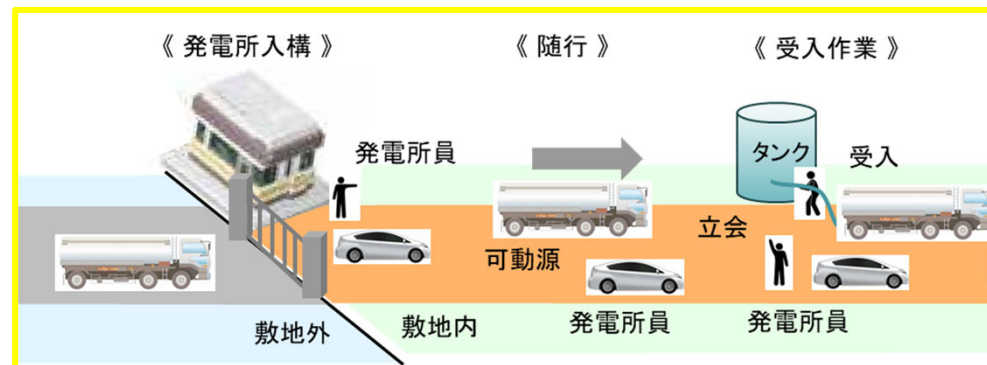 《 発電所入構 》
《 随行 》
《 受入作業 》
発電所員
タンク
受入
可動源
立会
敷地外
敷地内
発電所員
発電所員